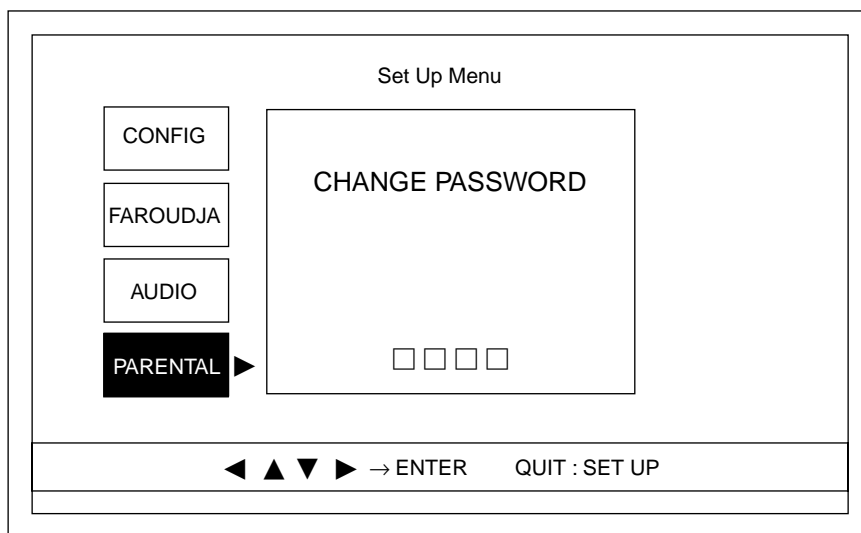 Set Up Menu
CONFIG
FAROUDJA
AUDIO
PARENTAL ▶
CHANGE PASSWORD
□ □ □ □
◀ ▲ ▼ ▶ → ENTER QUIT : SET UP